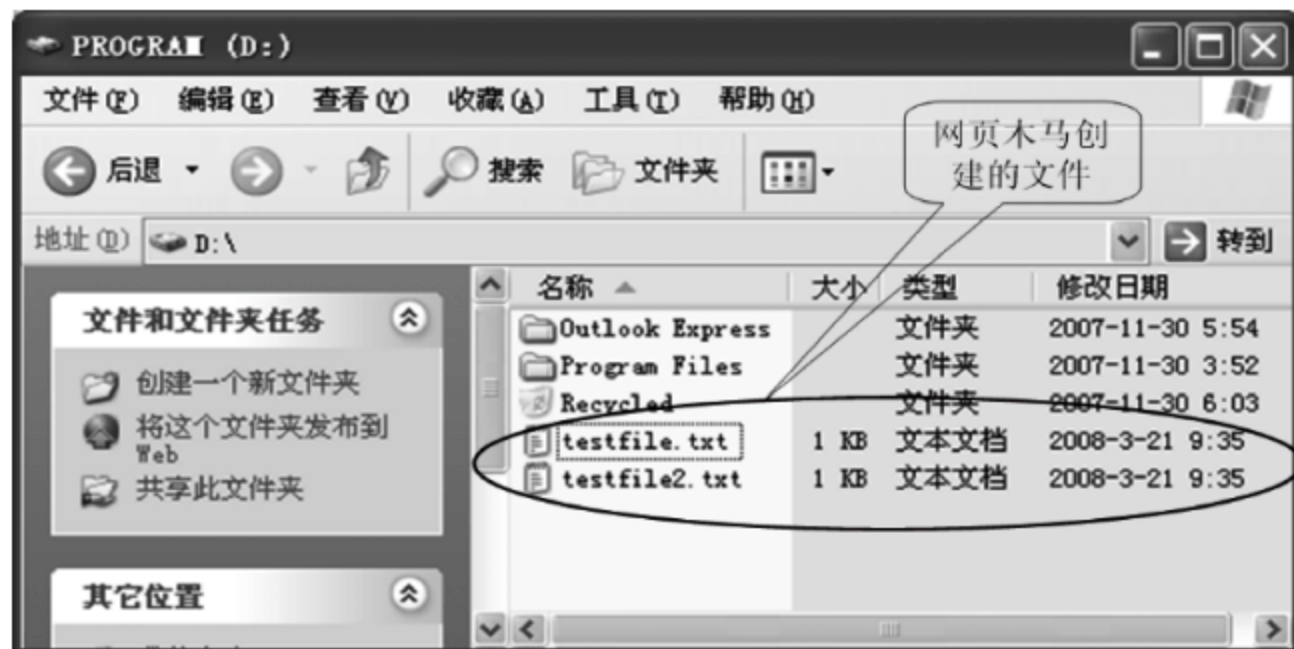 PROGRAM (D:)
文件(F) 编辑(E) 查看(V) 收藏(A) 工具(T) 帮助(H)
网页木马创
建的文件
后退 搜索 文件夹
地址(D) D:\ 转到
名称 大小 类型 修改日期
文件和文件夹任务
创建一个新文件夹
将这个文件夹发布到
Web
共享此文件夹
Outlook Express 文件夹 2007-11-30 5:54
Program Files 文件夹 2007-11-30 3:52
Recycled 文件夹 2007-11-30 6:03
testfile.txt 1 KB 文本文档 2008-3-21 9:35
testfile2.txt 1 KB 文本文档 2008-3-21 9:35
其它位置